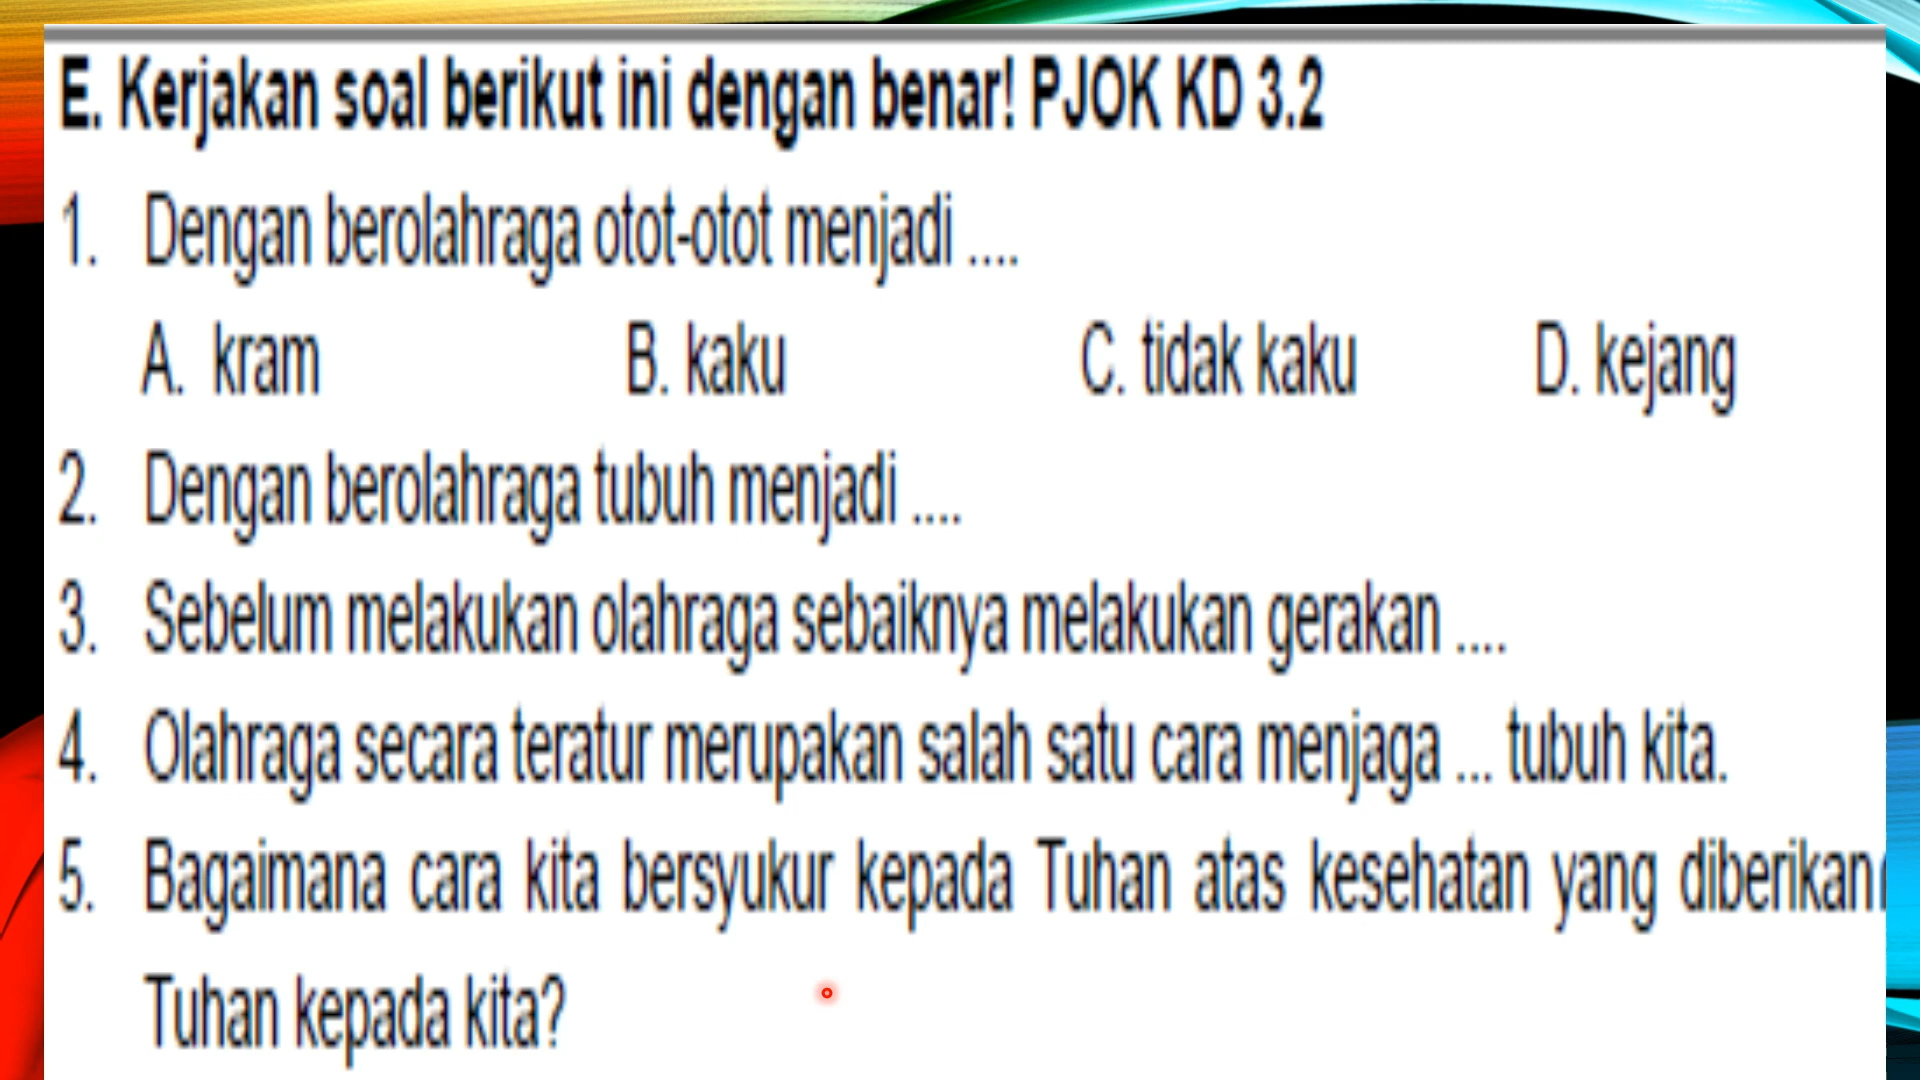 E. Kerjakan soal berikut ini dengan benar! PJOK KD 3.2
1. Dengan berolahraga otot-otot menjadi ....
A. kram B. kaku C. tidak kaku D. kejang
2. Dengan berolahraga tubuh menjadi ....
3. Sebelum melakukan olahraga sebaiknya melakukan gerakan ....
4. Olahraga secara teratur merupakan salah satu cara menjaga ... tubuh kita.
5. Bagaimana cara kita bersyukur kepada Tuhan atas kesehatan yang diberikan
Tuhan kepada kita?